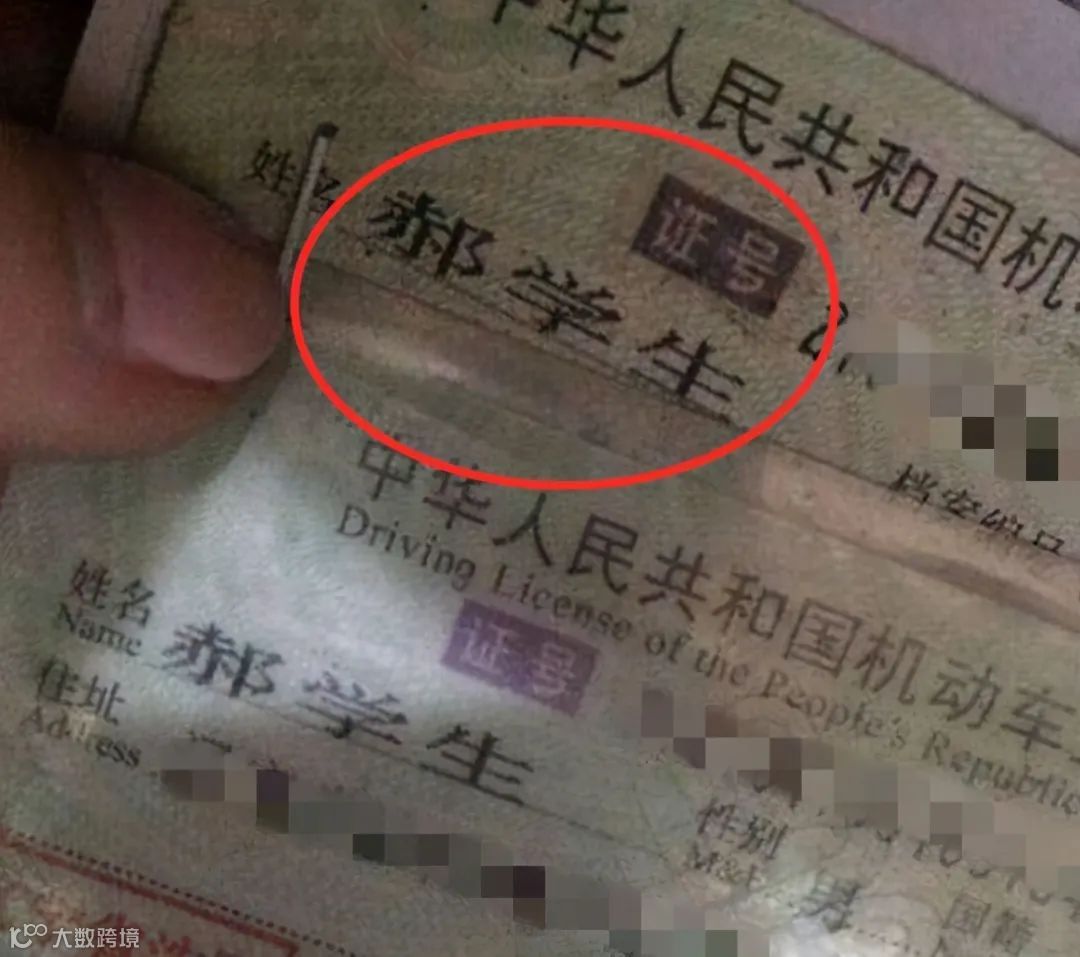 中华人民共和国机
姓名 郝学生 证号
档案编号
中华人民共和国机动车
Driving License of the People's Republic
姓名 郝学生 证号
Name
住址
Address
性别 男
国籍
大数跨境